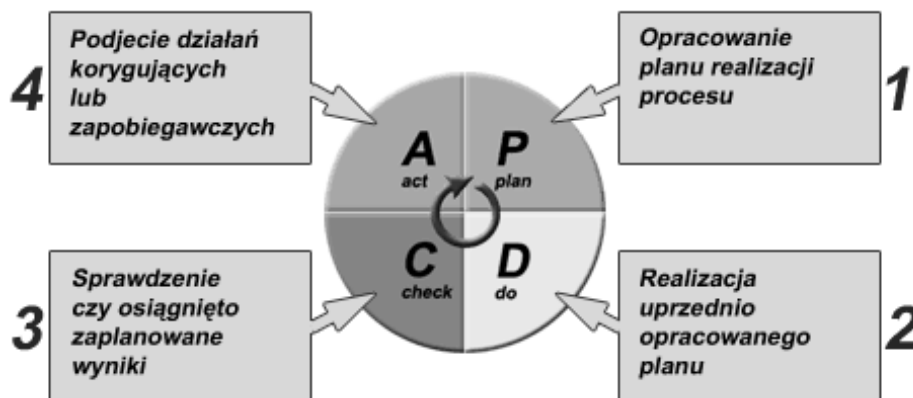 4
Podjecie działań
korygujących
lub
zapobiegawczych
Opracowanie
planu realizacji
procesu
1
A
act
P
plan
C
check
D
do
3
Sprawdzenie
czy osiągnięto
zaplanowane
wyniki
Realizacja
uprzednio
opracowanego
planu
2